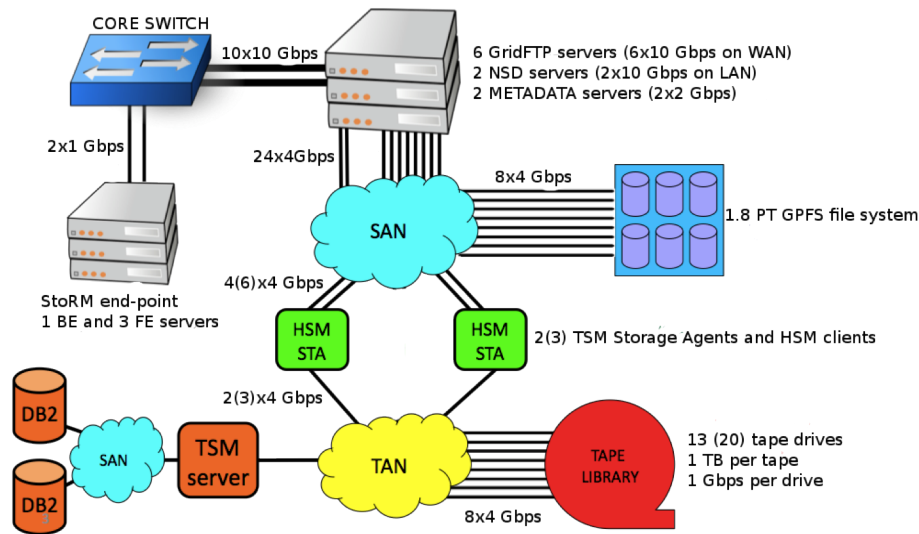 CORE SWITCH
10x10 Gbps
6 GridFTP servers (6x10 Gbps on WAN)
2 NSD servers (2x10 Gbps on LAN)
2 METADATA servers (2x2 Gbps)
2x1 Gbps
24x4Gbps
8x4 Gbps
SAN
1.8 PT GPFS file system
StoRM end-point
1 BE and 3 FE servers
4(6)x4 Gbps
HSM
STA
HSM
STA
2(3) TSM Storage Agents and HSM clients
2(3)x4 Gbps
DB2
SAN
TSM
server
TAN
TAPE
LIBRARY
13 (20) tape drives
1 TB per tape
1 Gbps per drive
DB2
8x4 Gbps